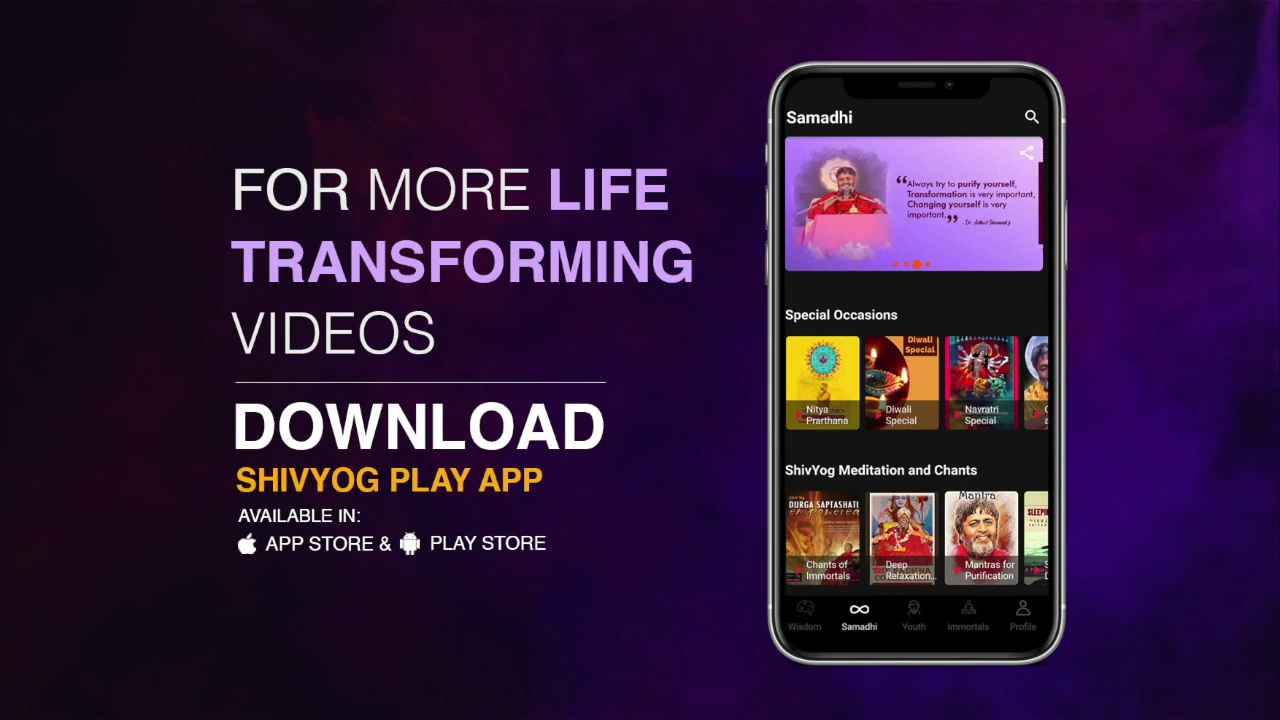 FOR MORE LIFE
TRANSFORMING
VIDEOS
DOWNLOAD
SHIVYOG PLAY APP
AVAILABLE IN:
APP STORE & PLAY STORE
Samadhi
“Always try to purify yourself,
Transformation is very important,
Changing yourself is very
important.”
Special Occasions
Diwali
Special
Nitya
Prarthana
Diwali
Special
Navratri
Special
ShivYog Meditation and Chants
DURGA SAPTASHATI
Mantra
Chants of
Immortals
Deep
Relaxation...
Mantras for
Purification
Wisdom
Samadhi
Youth
Immortals
Profile